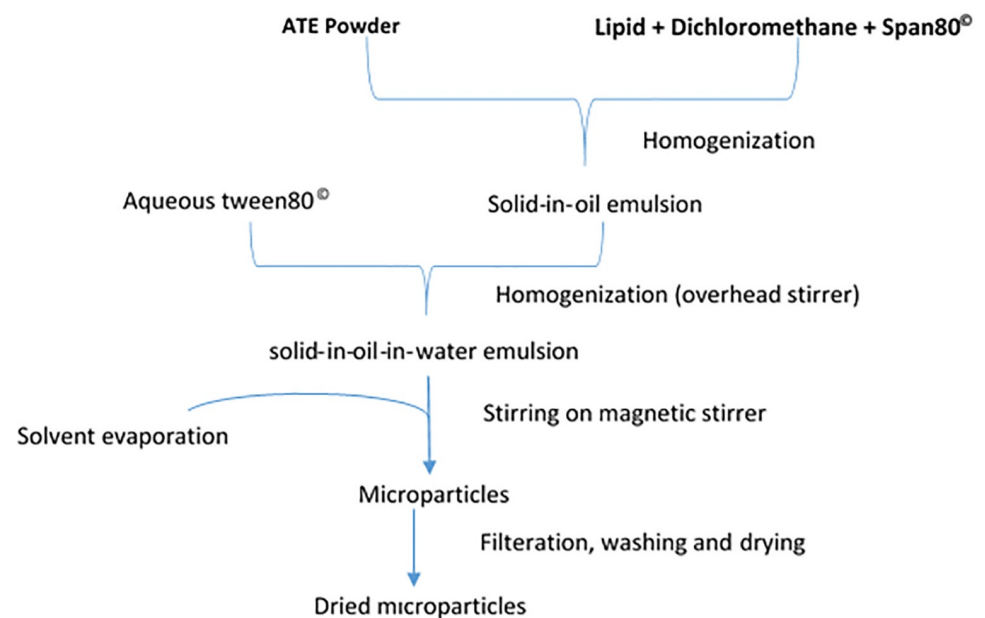 ATE Powder
Lipid + Dichloromethane + Span80©
Homogenization
Aqueous tween80©
Solid-in-oil emulsion
Homogenization (overhead stirrer)
solid-in-oil-in-water emulsion
Stirring on magnetic stirrer
Solvent evaporation
Microparticles
Filteration, washing and drying
Dried microparticles